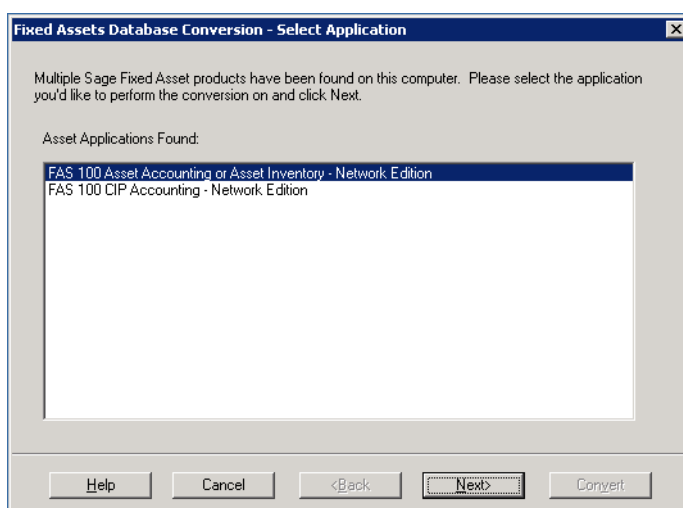 Fixed Assets Database Conversion - Select Application
Multiple Sage Fixed Asset products have been found on this computer.  Please select the application
you'd like to perform the conversion on and click Next.
Asset Applications Found:
FAS 100 Asset Accounting or Asset Inventory - Network Edition
FAS 100 CIP Accounting - Network Edition
Help Cancel <Back Next> Convert